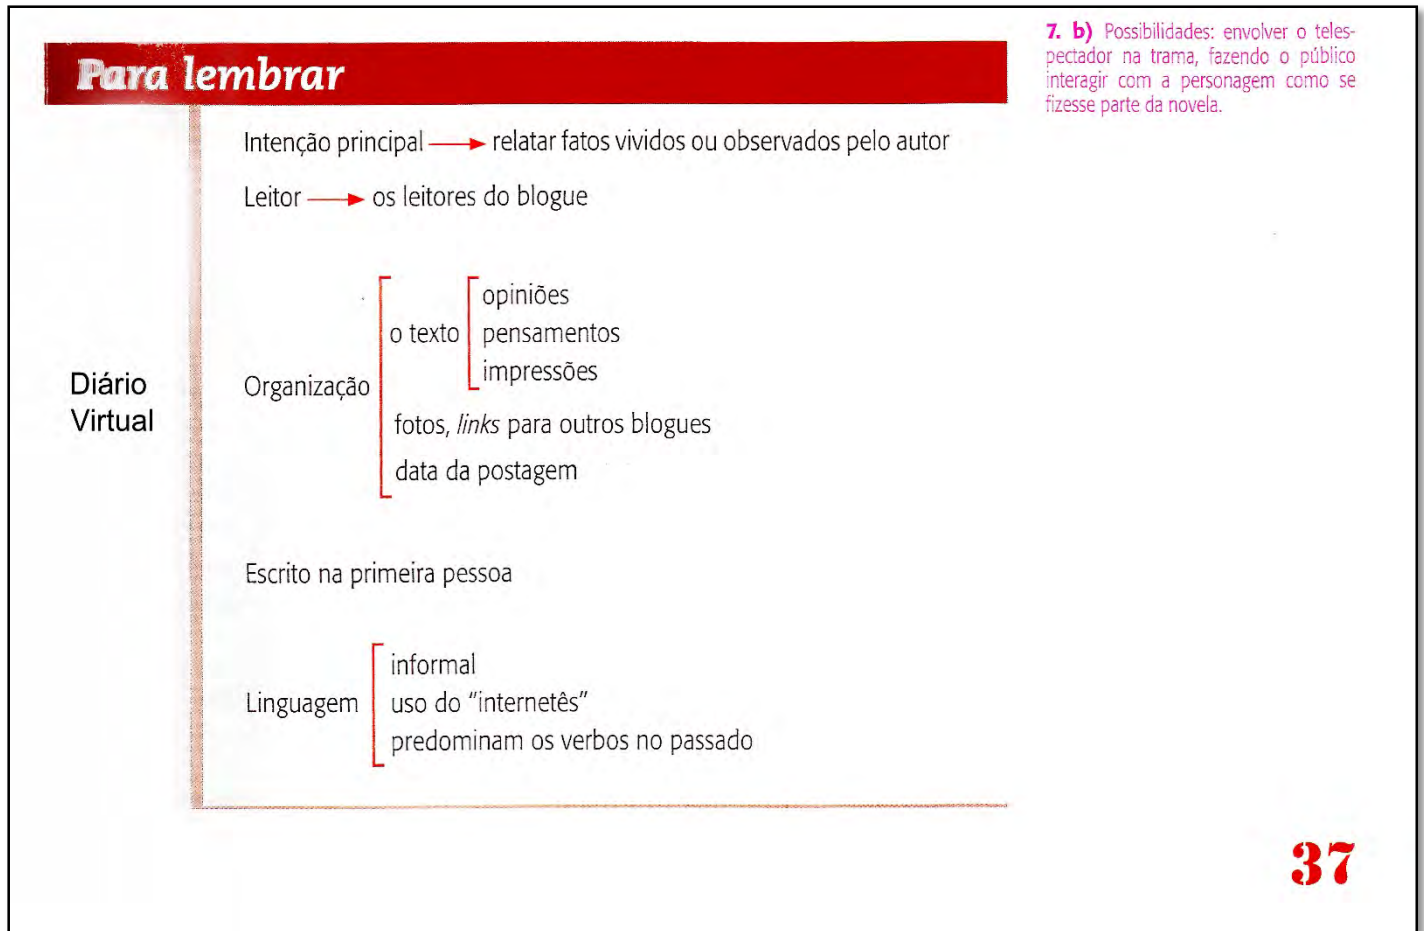 Para lembrar
Intenção principal → relatar fatos vividos ou observados pelo autor
Leitor → os leitores do blogue
Diário
Virtual
Organização
o texto
opiniões
pensamentos
impressões
fotos, links para outros blogues
data da postagem
Escrito na primeira pessoa
Linguagem
informal
uso do "internetês"
predominam os verbos no passado
7. b) Possibilidades: envolver o teles-
pectador na trama, fazendo o público
interagir com a personagem como se
fizesse parte da novela.
37